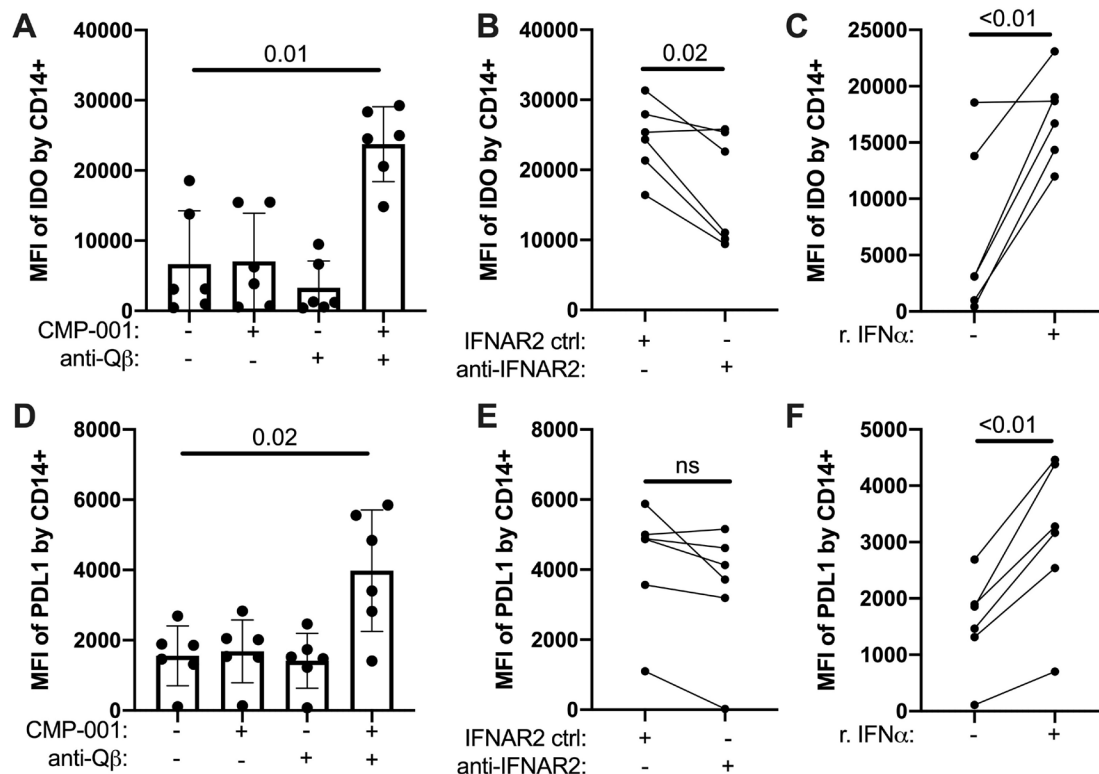 A
MFI of IDO by CD14+
40000
30000
20000
10000
0
0.01
CMP-001: - + - +
anti-Qβ: - - + +
B
MFI of IDO by CD14+
40000
30000
20000
10000
0
0.02
IFNAR2 ctrl: + -
anti-IFNAR2: - +
C
MFI of IDO by CD14+
25000
20000
15000
10000
5000
0
<0.01
r. IFNα: - +
D
MFI of PDL1 by CD14+
8000
6000
4000
2000
0
0.02
CMP-001: - + - +
anti-Qβ: - - + +
E
MFI of PDL1 by CD14+
8000
6000
4000
2000
0
ns
IFNAR2 ctrl: + -
anti-IFNAR2: - +
F
MFI of PDL1 by CD14+
5000
4000
3000
2000
1000
0
<0.01
r. IFNα: - +